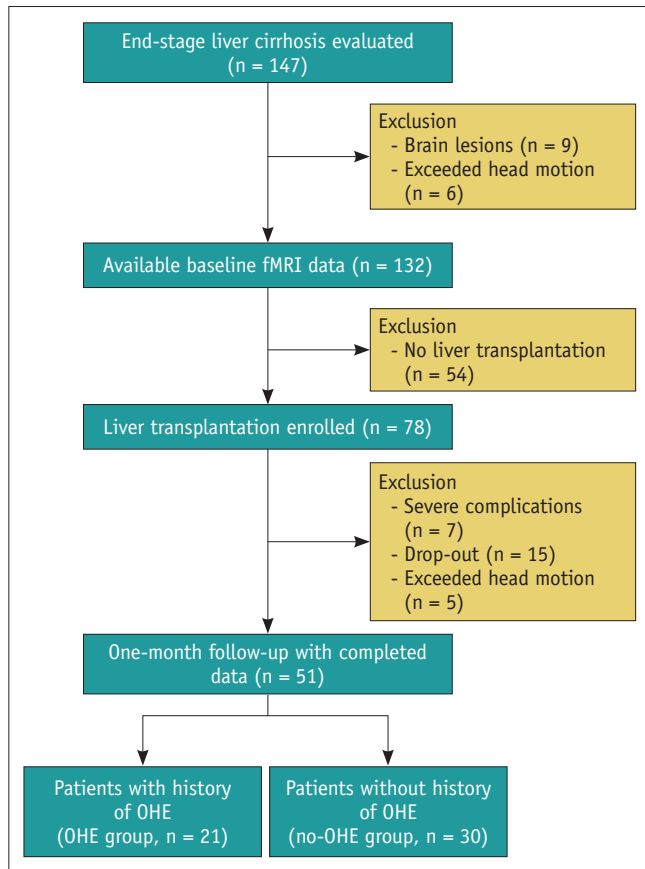 End-stage liver cirrhosis evaluated
(n = 147)
Exclusion
- Brain lesions (n = 9)
- Exceeded head motion
(n = 6)
Available baseline fMRI data (n = 132)
Exclusion
- No liver transplantation
(n = 54)
Liver transplantation enrolled (n = 78)
Exclusion
- Severe complications
(n = 7)
- Drop-out (n = 15)
- Exceeded head motion
(n = 5)
One-month follow-up with completed
data (n = 51)
Patients with history
of OHE
(OHE group, n = 21)
Patients without history
of OHE
(no-OHE group, n = 30)